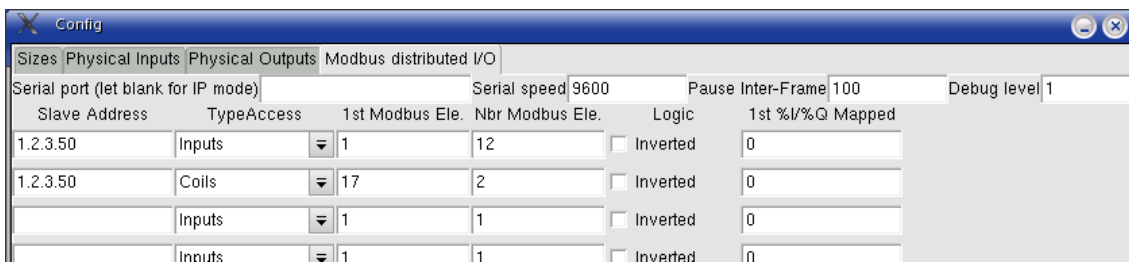 Config
Sizes Physical Inputs Physical Outputs Modbus distributed I/O
Serial port (let blank for IP mode) Serial speed 9600 Pause Inter-Frame 100 Debug level 1
Slave Address TypeAccess 1st Modbus Ele. Nbr Modbus Ele. Logic 1st %I/%Q Mapped
1.2.3.50 Inputs 1 12 Inverted 0
1.2.3.50 Coils 17 2 Inverted 0
Inputs 1 1 Inverted 0
Inputs 1 1 Inverted 0